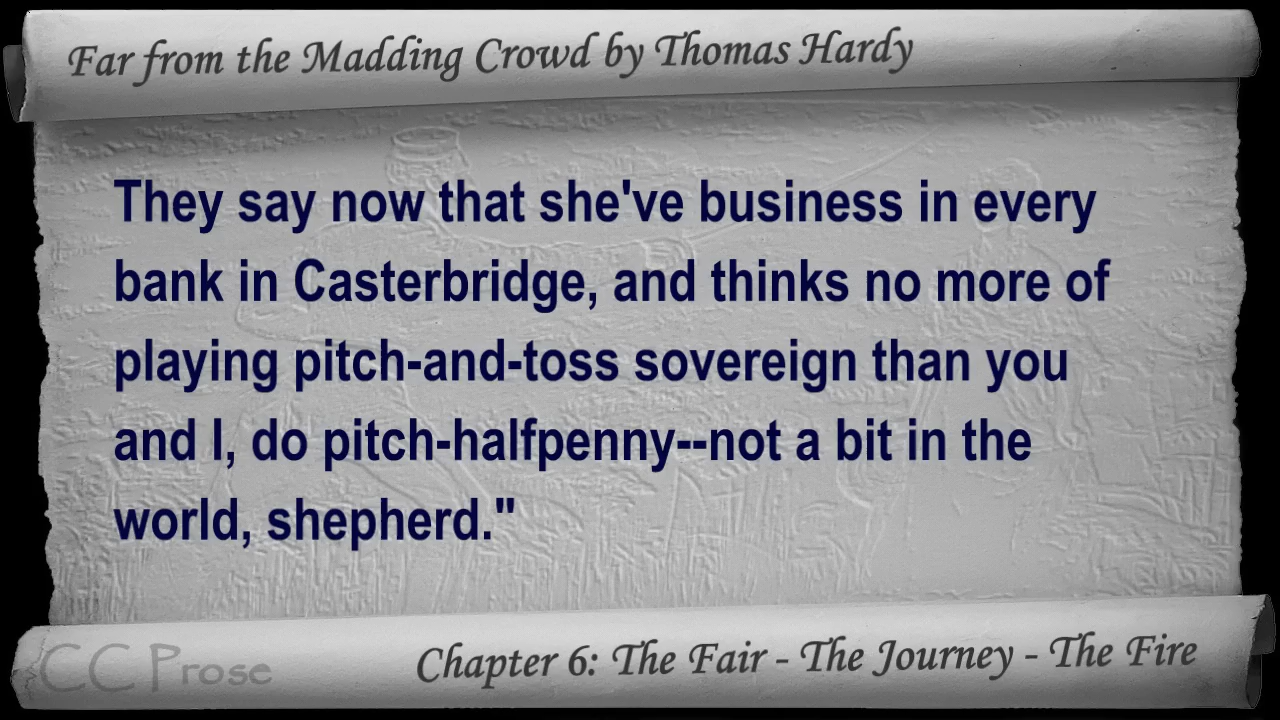 Far from the Madding Crowd by Thomas Hardy
They say now that she've business in every
bank in Casterbridge, and thinks no more of
playing pitch-and-toss sovereign than you
and I, do pitch-halfpenny--not a bit in the
world, shepherd."
CC Prose
Chapter 6: The Fair - The Journey - The Fire